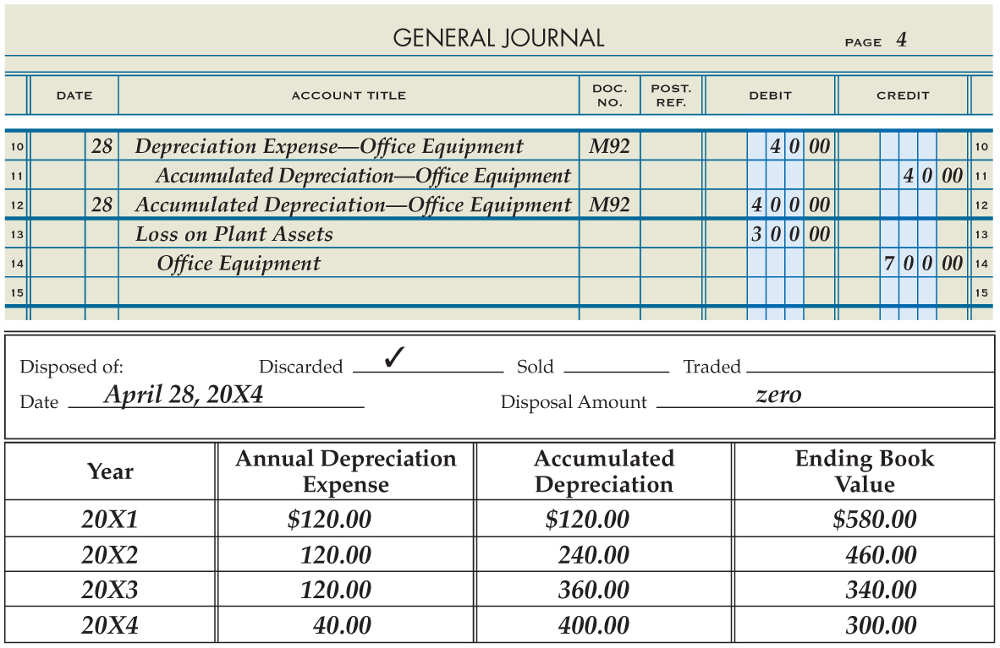 GENERAL JOURNAL PAGE 4
DATE ACCOUNT TITLE DOC. NO. POST. REF. DEBIT CREDIT
10 28 Depreciation Expense—Office Equipment M92 40 00 10
11 Accumulated Depreciation—Office Equipment 40 00 11
12 28 Accumulated Depreciation—Office Equipment M92 400 00 12
13 Loss on Plant Assets 300 00 13
14 Office Equipment 700 00 14
15 15
Disposed of: Discarded ✓ Sold Traded
Date April 28, 20X4 Disposal Amount zero
Year Annual Depreciation Expense Accumulated Depreciation Ending Book Value
20X1 $120.00 $120.00 $580.00
20X2 120.00 240.00 460.00
20X3 120.00 360.00 340.00
20X4 40.00 400.00 300.00